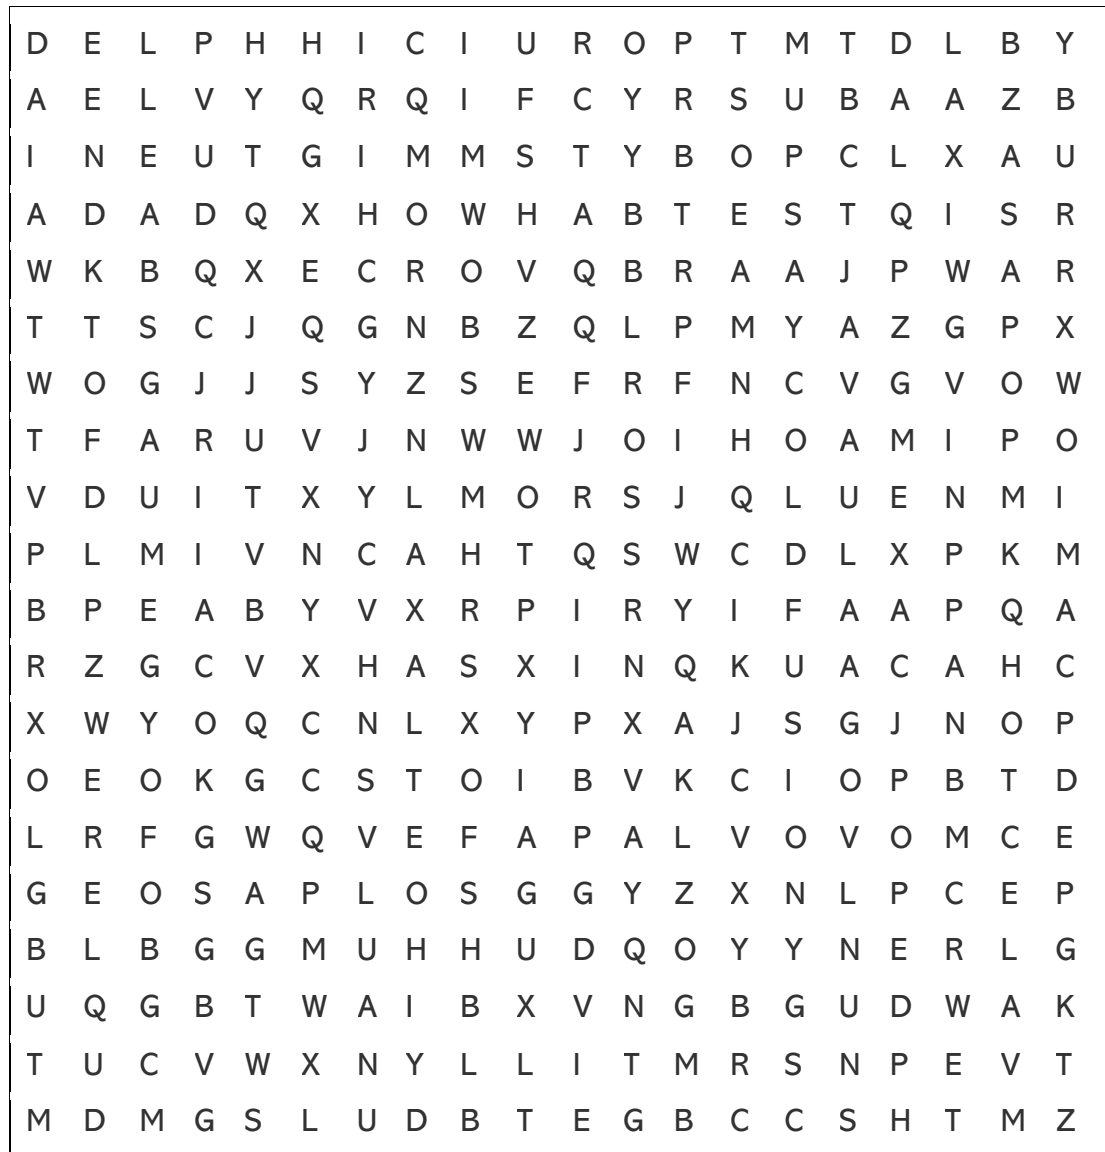 D E L P H H I C I U R O P T M T D L B Y
A E L V Y Q R Q I F C Y R S U B A A Z B
I N E U T G I M M S T Y B O P C L X A U
A D A D Q X H O W H A B T E S T Q I S R
W K B Q X E C R O V Q B R A A J P W A R
T T S C J Q G N B Z Q L P M Y A Z G P X
W O G J J S Y Z S E F R F N C V G V O W
T F A R U V J N W W J O I H O A M I P O
V D U I T X Y L M O R S J Q L U E N M I
P L M I V N C A H T Q S W C D L X P K M
B P E A B Y V X R P I R Y I F A A P Q A
R Z G C V X H A S X I N Q K U A C A H C
X W Y O Q C N L X Y P X A J S G J N O P
O E O K G C S T O I B V K C I O P B T D
L R F G W Q V E F A P A L V O V O M C E
G E O S A P L O S G G Y Z X N L P C E P
B L B G G M U H H U D Q O Y Y N E R L G
U Q G B T W A I B X V N G B G U D W A K
T U C V W X N Y L L I T M R S N P E V T
M D M G S L U D B T E G B C C S H T M Z